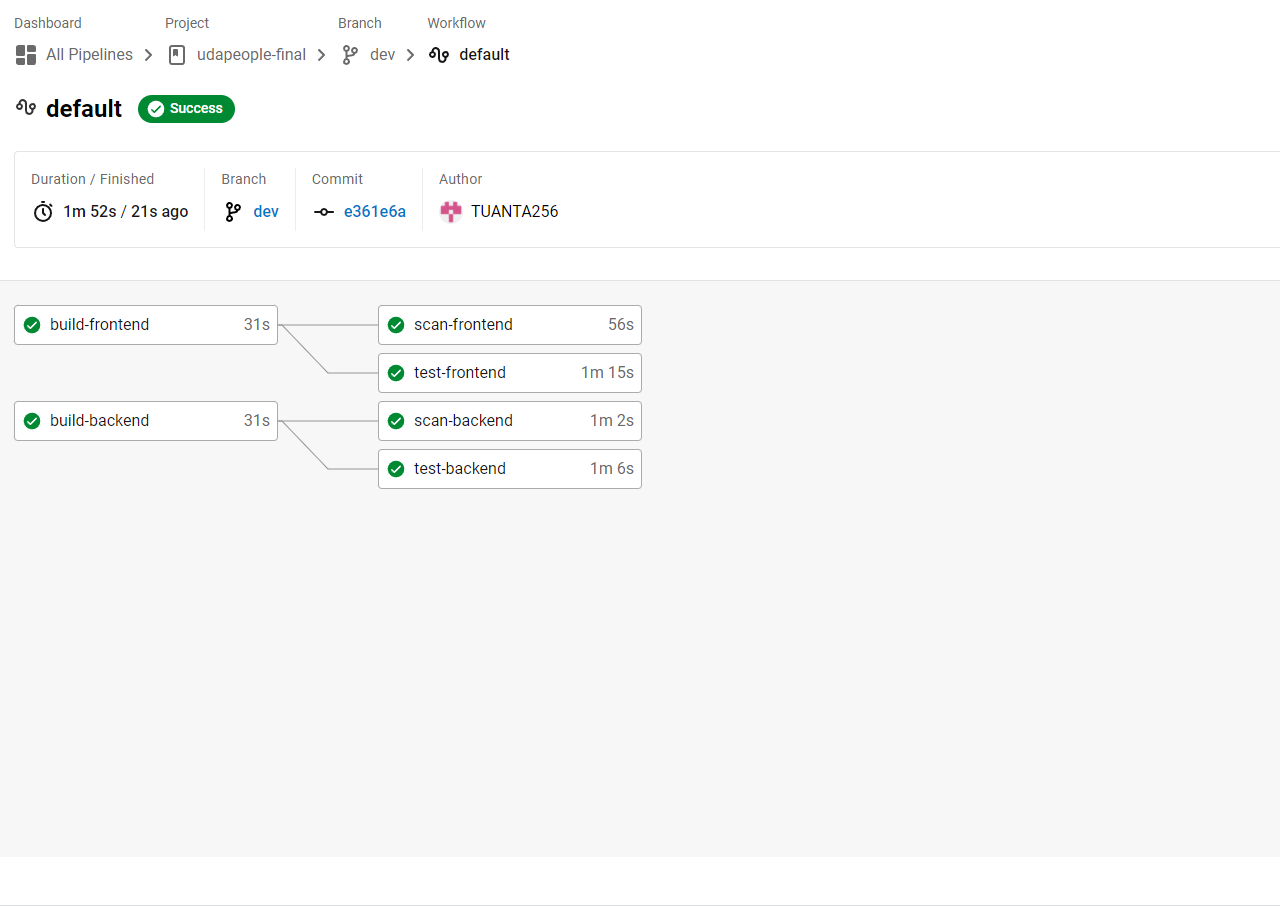 Dashboard Project Branch Workflow
All Pipelines udapeople-final dev default
default Success
Duration / Finished Branch Commit Author
1m 52s / 21s ago dev e361e6a TUANTA256
build-frontend 31s scan-frontend 56s
test-frontend 1m 15s
build-backend 31s scan-backend 1m 2s
test-backend 1m 6s